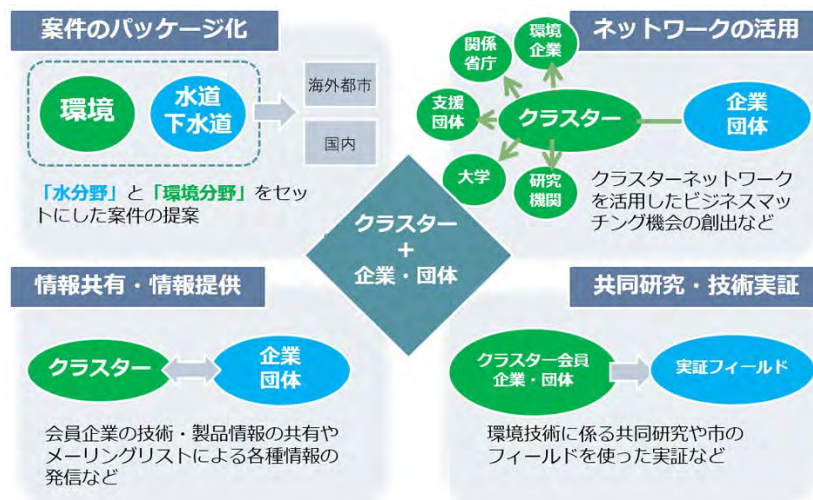 案件のパッケージ化
環境
水道
下水道
海外都市
国内
「水分野」と「環境分野」をセッ
トにした案件の提案
ネットワークの活用
関係
省庁
環境
企業
支援
団体
クラスター
企業
団体
大学
研究
機関
クラスターネットワーク
を活用したビジネスマッ
チング機会の創出など
クラスター
+
企業・団体
情報共有・情報提供
クラスター
企業
団体
会員企業の技術・製品情報の共有や
メーリングリストによる各種情報の
発信など
共同研究・技術実証
クラスター会員
企業・団体
実証フィールド
環境技術に係る共同研究や市の
フィールドを使った実証など